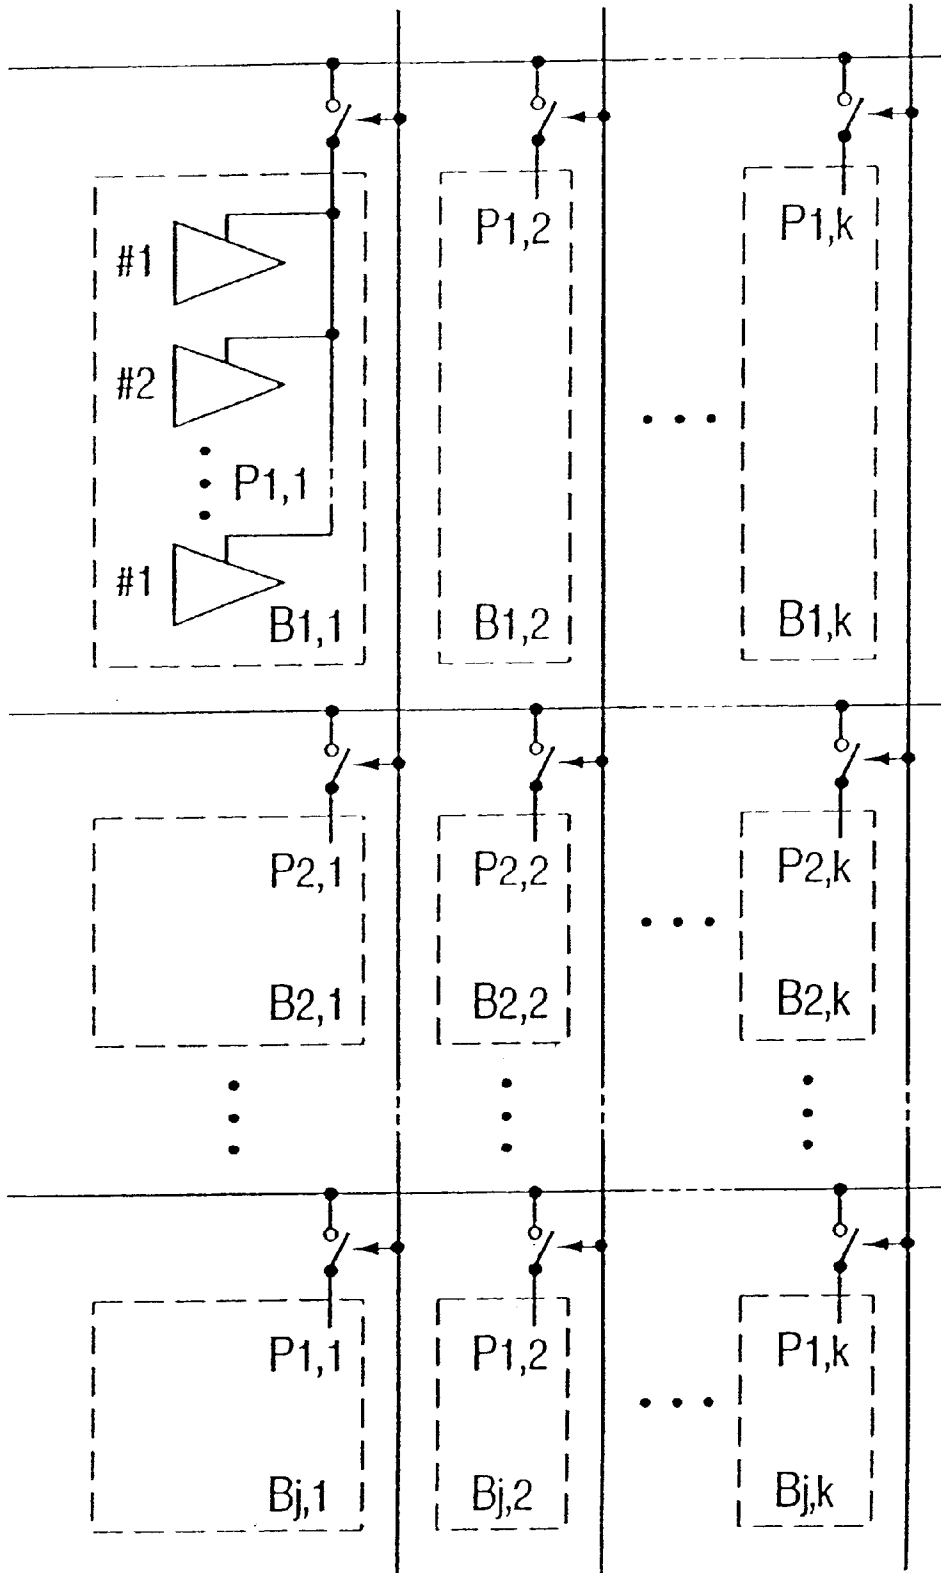 P1,2
P1,k
#1
#2
P1,1
#1
B1,1
B1,2
B1,k
P2,1
P2,2
P2,k
B2,1
B2,2
B2,k
P1,1
P1,2
P1,k
Bj,1
Bj,2
Bj,k